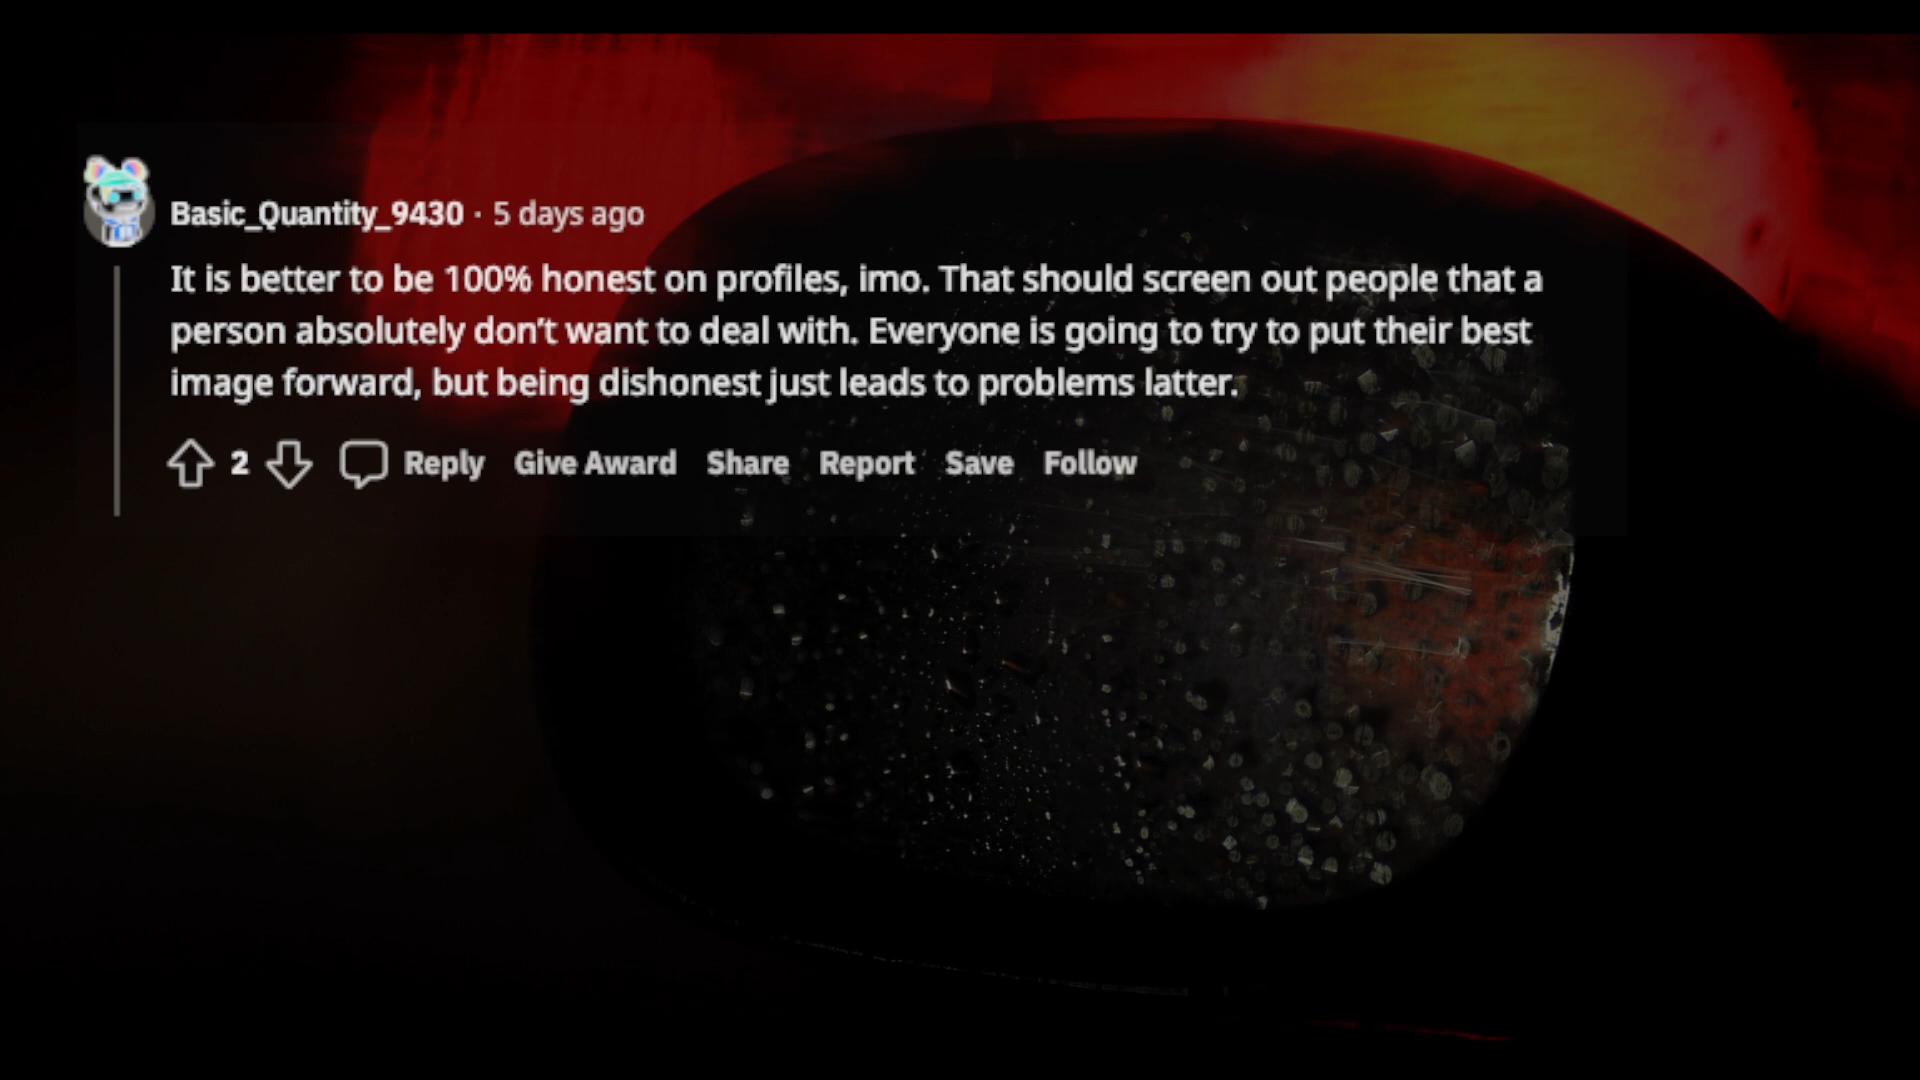 Basic_Quantity_9430 · 5 days ago
It is better to be 100% honest on profiles, imo. That should screen out people that a
person absolutely don't want to deal with. Everyone is going to try to put their best
image forward, but being dishonest just leads to problems latter.
2 Reply Give Award Share Report Save Follow